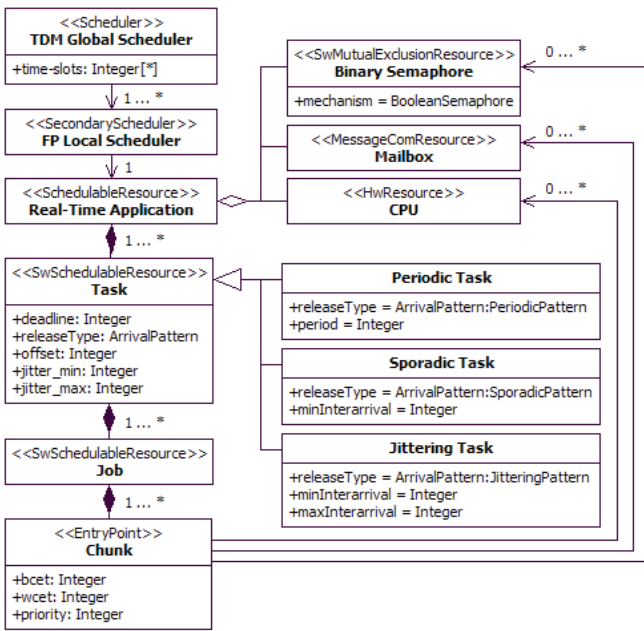 <<Scheduler>>
TDM Global Scheduler
+time-slots: Integer[*]
1 ... *
<<SecondaryScheduler>>
FP Local Scheduler
1
<<SchedulableResource>>
Real-Time Application
1 ... *
<<SwSchedulableResource>>
Task
+deadline: Integer
+releaseType: ArrivalPattern
+offset: Integer
+jitter_min: Integer
+jitter_max: Integer
1 ... *
<<SwSchedulableResource>>
Job
1 ... *
<<EntryPoint>>
Chunk
+bcet: Integer
+wcet: Integer
+priority: Integer
<<SwMutualExclusionResource>>
Binary Semaphore
+mechanism = BooleanSemaphore
0 ... *
<<MessageComResource>>
Mailbox
0 ... *
<<HwResource>>
CPU
0 ... *
Periodic Task
+releaseType = ArrivalPattern:PeriodicPattern
+period = Integer
Sporadic Task
+releaseType = ArrivalPattern:SporadicPattern
+minInterarrival = Integer
Jittering Task
+releaseType = ArrivalPattern:JitteringPattern
+minInterarrival = Integer
+maxInterarrival = Integer